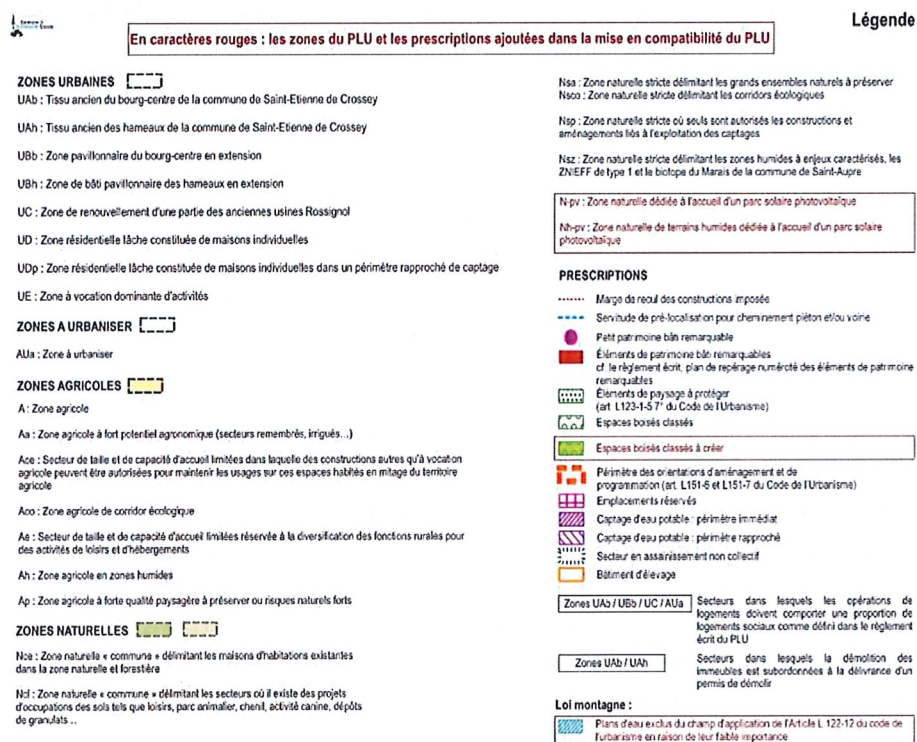 Légende
En caractères rouges : les zones du PLU et les prescriptions ajoutées dans la mise en compatibilité du PLU
ZONES URBAINES
UAb : Tissu ancien du bourg-centre de la commune de Saint-Etienne de Crossey
UAh : Tissu ancien des hameaux de la commune de Saint-Etienne de Crossey
UBb : Zone pavillonnaire du bourg-centre en extension
UBh : Zone de bâti pavillonnaire des hameaux en extension
UC : Zone de renouvellement d'une partie des anciennes usines Rossignol
UD : Zone résidentielle lâche constituée de maisons individuelles
UDp : Zone résidentielle lâche constituée de maisons individuelles dans un périmètre rapproché de captage
UE : Zone à vocation dominante d'activités
ZONES A URBANISER
AUa : Zone à urbaniser
ZONES AGRICOLES
A : Zone agricole
Aa : Zone agricole à fort potentiel agronomique (secteurs remembrés, irrigués...)
Ace : Secteur de taille et de capacité d'accueil limitées dans laquelle des constructions autres qu'à vocation
agricole peuvent être autorisées pour maintenir les usages sur ces espaces habités en mitage du territoire
agricole
Aco : Zone agricole de corridor écologique
Ae : Secteur de taille et de capacité d'accueil limitées réservée à la diversification des fonctions rurales pour
des activités de loisirs et d'hébergements
Ah : Zone agricole en zones humides
Ap : Zone agricole à forte qualité paysagère à préserver ou risques naturels forts
ZONES NATURELLES
Nce : Zone naturelle « commune » délimitant les maisons d'habitations existantes
dans la zone naturelle et forestière
Ncl : Zone naturelle « commune » délimitant les secteurs où il existe des projets
d'occupations des sols tels que loisirs, parc animalier, chenil, activité canine, dépôts
de granulats ...
Nsa : Zone naturelle stricte délimitant les grands ensembles naturels à préserver
Nsco : Zone naturelle stricte délimitant les corridors écologiques
Nsp : Zone naturelle stricte où seuls sont autorisés les constructions et
aménagements liés à l'exploitation des captages
Nsz : Zone naturelle stricte délimitant les zones humides à enjeux caractérisés, les
ZNIEFF de type 1 et le biotope du Marais de la commune de Saint-Aupre
N-pv : Zone naturelle dédiée à l'accueil d'un parc solaire photovoltaïque
Nh-pv : Zone naturelle de terrains humides dédiée à l'accueil d'un parc solaire
photovoltaïque
PRESCRIPTIONS
Marge de recul des constructions imposée
Servitude de pré-localisation pour cheminement piéton et/ou voirie
Petit patrimoine bâti remarquable
Éléments de patrimoine bâti remarquables
cf. le règlement écrit, plan de repérage numéroté des éléments de patrimoine
remarquables
Éléments de paysage à protéger
(art. L123-1-5 7° du Code de l'Urbanisme)
Espaces boisés classés
Espaces boisés classés à créer
Périmètre des orientations d'aménagement et de
programmation (art. L151-6 et L151-7 du Code de l'Urbanisme)
Emplacements réservés
Captage d'eau potable : périmètre immédiat
Captage d'eau potable : périmètre rapproché
Secteur en assainissement non collectif
Bâtiment d'élevage
Zones UAb / UBb / UC / AUa
Secteurs dans lesquels les opérations de
logements doivent comporter une proportion de
logements sociaux comme défini dans le règlement
écrit du PLU
Zones UAb / UAh
Secteurs dans lesquels la démolition des
immeubles est subordonnées à la délivrance d'un
permis de démolir
Loi montagne :
Plans d'eau exclus du champ d'application de l'Article L 122-12 du code de
l'urbanisme en raison de leur faible importance